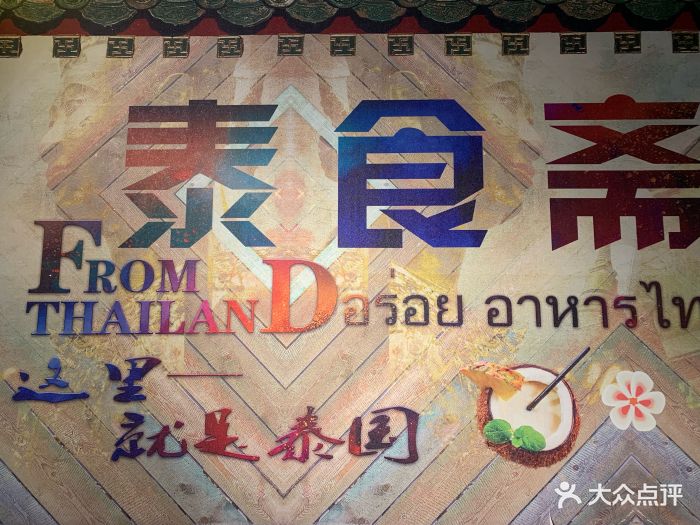 泰食斋
FROM
THAILAND อร่อย อาหารไท
这里一
就是泰国
大众点评